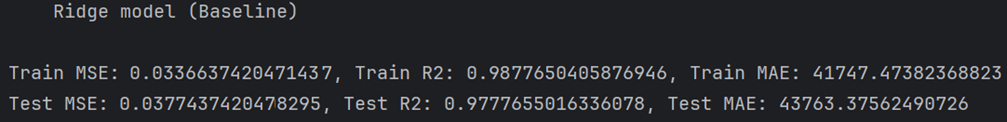 Ridge model (Baseline)
Train MSE: 0.0336637420471437, Train R2: 0.9877650405876946, Train MAE: 41747.47382368823
Test MSE: 0.0377437420478295, Test R2: 0.9777655016336078, Test MAE: 43763.37562490726